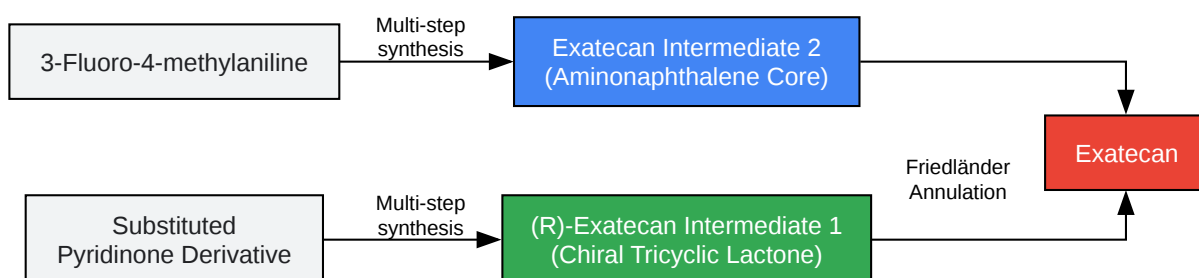 3-Fluoro-4-methylaniline
Multi-step
synthesis
Exatecan Intermediate 2
(Aminonaphthalene Core)
Exatecan
Friedländer
Annulation
Substituted
Pyridinone Derivative
Multi-step
synthesis
(R)-Exatecan Intermediate 1
(Chiral Tricyclic Lactone)